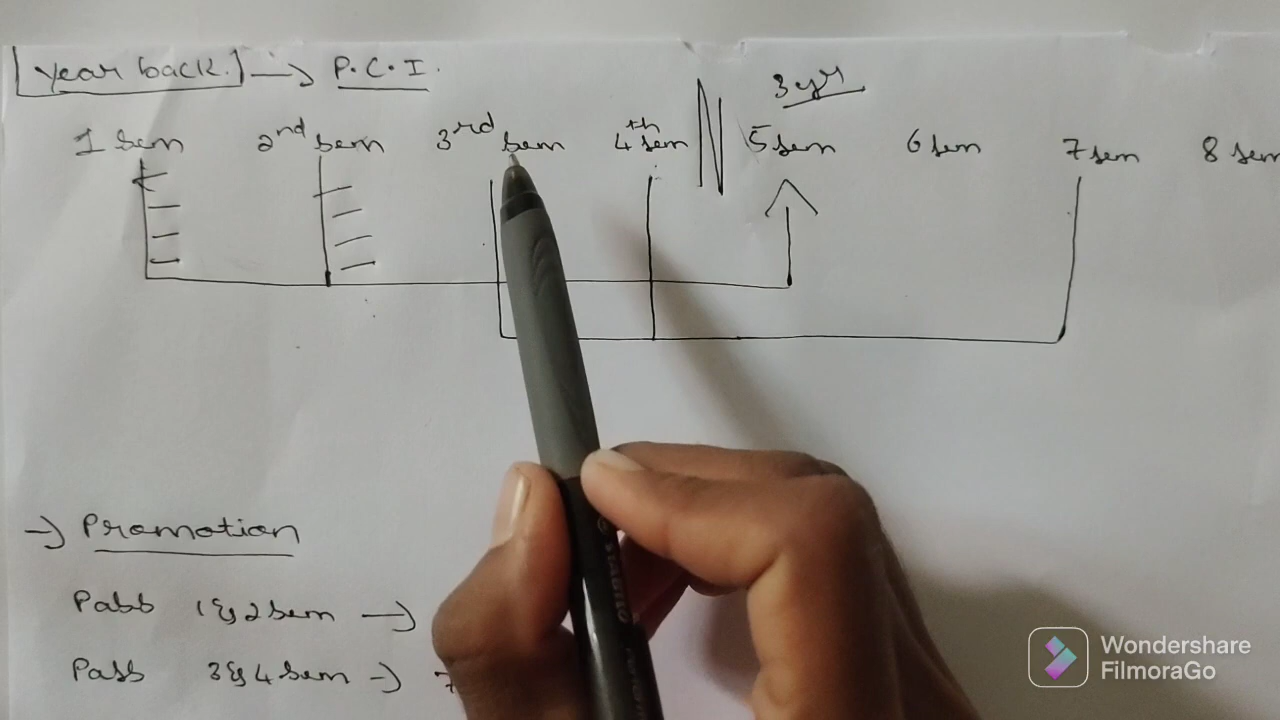 Year back. → P.C.I.
3 yr
1 Sem 2nd sem 3rd sem 4th sem 5 sem 6 sem 7 sem 8 sem
→ Promotion
Pass 1 & 2 sem →
Pass 3 & 4 sem → 7
Wondershare
FilmoraGo